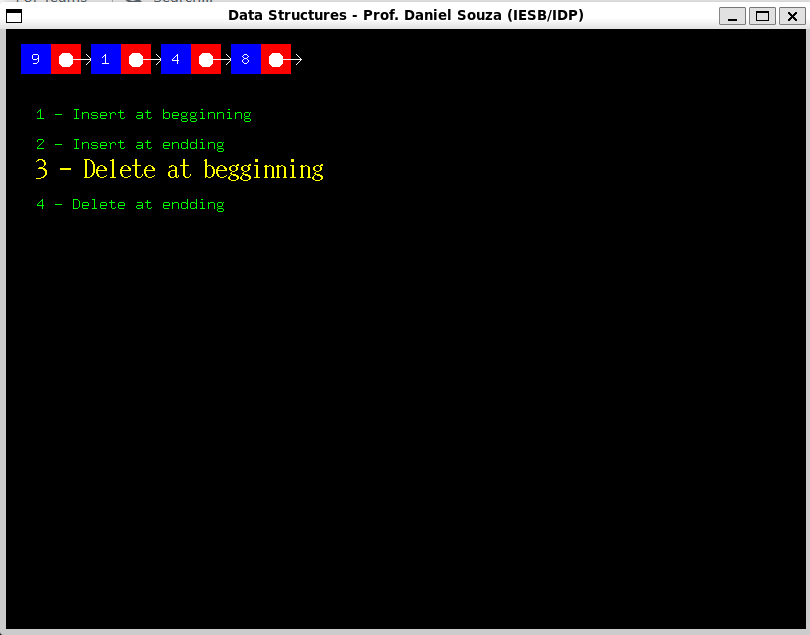 Data Structures - Prof. Daniel Souza (IESB/IDP)
9 1 4 8
1 - Insert at begginning
2 - Insert at endding
3 - Delete at begginning
4 - Delete at endding